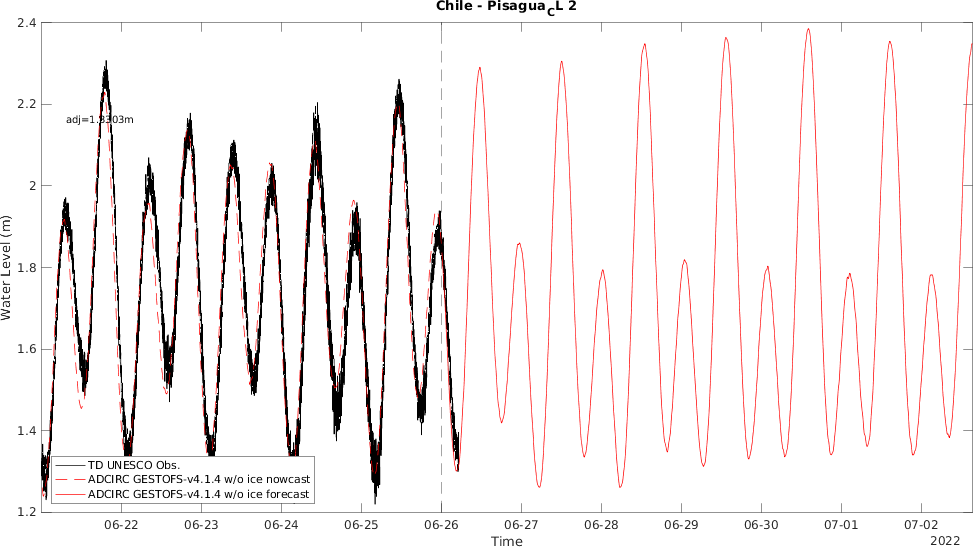 Chile - PisaguaCL 2
2.4
2.2
2
1.8
1.6
1.4
1.2
Water Level (m)
adj=1.8303m
TD UNESCO Obs.
ADCIRC GESTOFS-v4.1.4 w/o ice nowcast
ADCIRC GESTOFS-v4.1.4 w/o ice forecast
06-22 06-23 06-24 06-25 06-26 06-27 06-28 06-29 06-30 07-01 07-02
Time
2022